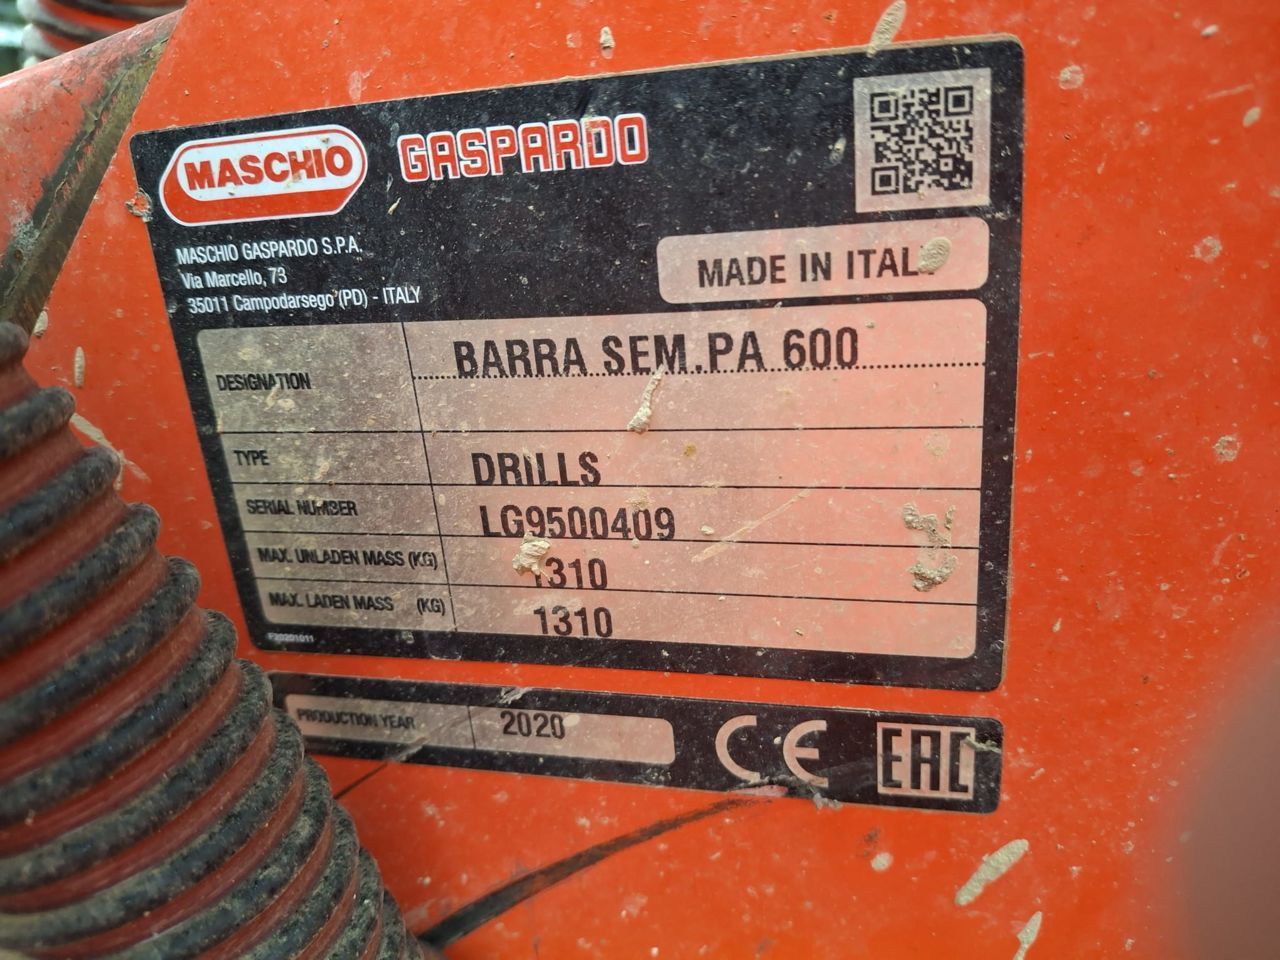 MASCHIO GASPARDO
MASCHIO GASPARDO S.P.A.
Via Marcello, 73
35011 Campodarsego (PD) - ITALY
MADE IN ITALY
DESIGNATION BARRA SEM.PA 600
TYPE DRILLS
SERIAL NUMBER LG9500409
MAX. UNLADEN MASS (KG) 1310
MAX. LADEN MASS (KG) 1310
F20201011
PRODUCTION YEAR 2020
CE EAC